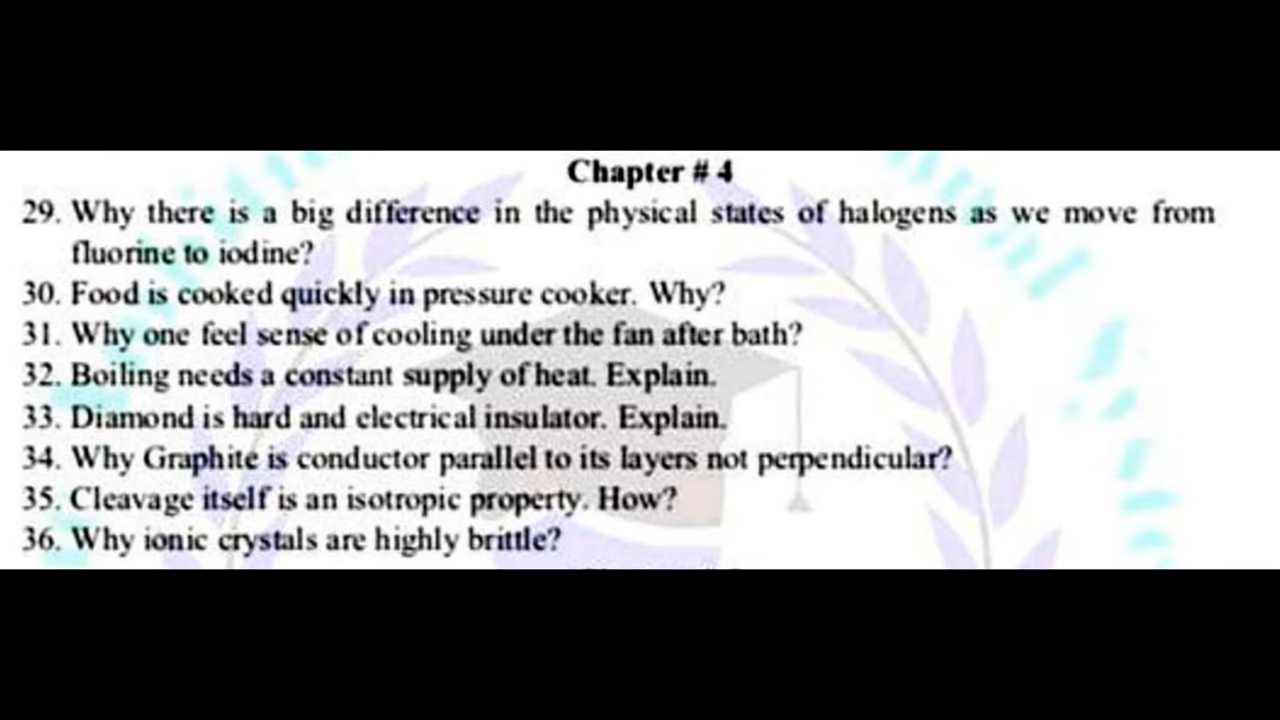 Chapter # 4
29. Why there is a big difference in the physical states of halogens as we move from
fluorine to iodine?
30. Food is cooked quickly in pressure cooker. Why?
31. Why one feel sense of cooling under the fan after bath?
32. Boiling needs a constant supply of heat. Explain.
33. Diamond is hard and electrical insulator. Explain.
34. Why Graphite is conductor parallel to its layers not perpendicular?
35. Cleavage itself is an isotropic property. How?
36. Why ionic crystals are highly brittle?